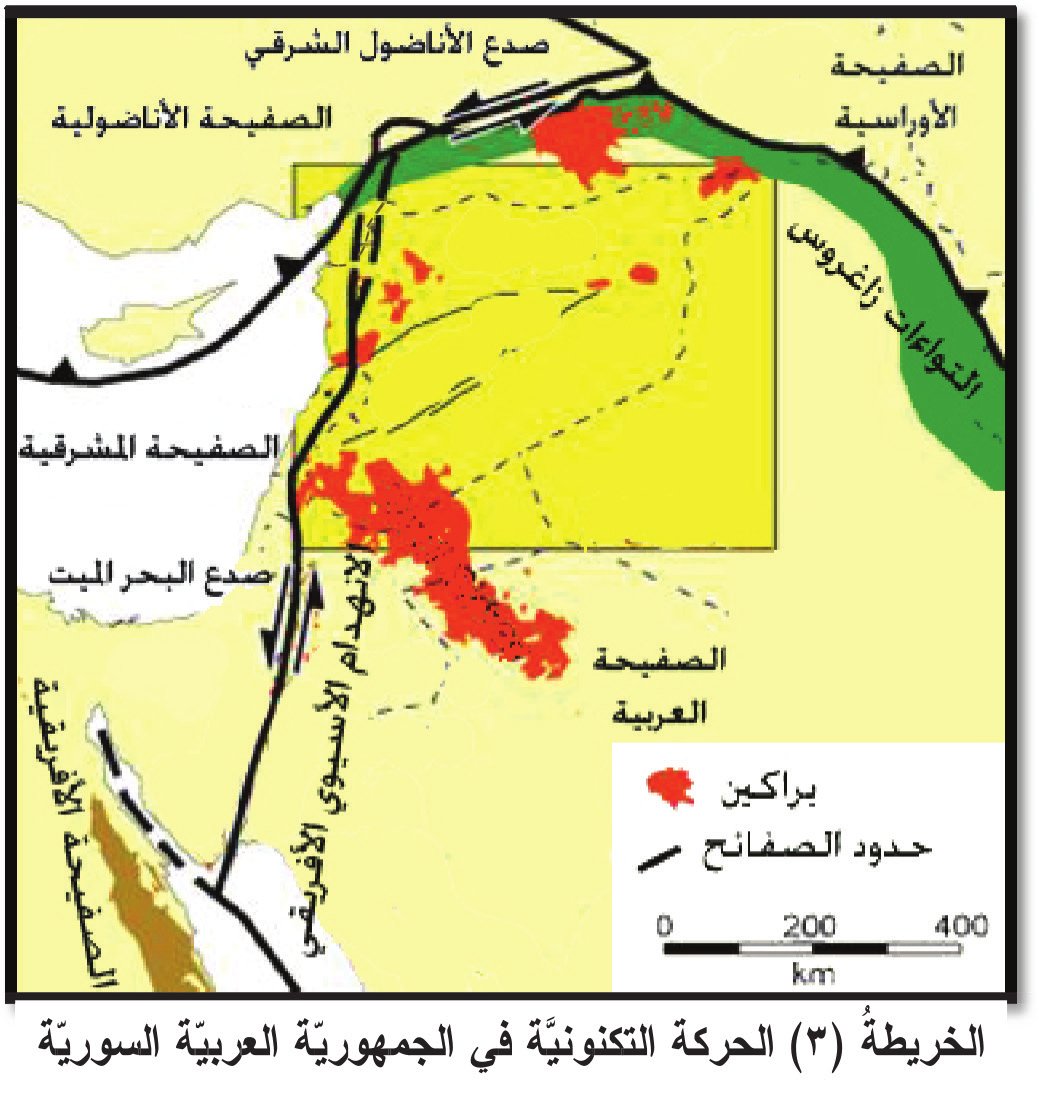 صدع الأناضول الشرقي
الصفيحة
الأوراسية
الصفيحة الأناضولية
التواءات زاغروس
الصفيحة المشرقية
صدع البحر الميت
الانهدام الآسيوي الأفريقي
الصفيحة
العربية
الصفيحة الأفريقية
براكين
حدود الصفائح
0 200 400
km
الخريطةُ (٣) الحركة التكنونيَّة في الجمهوريّة العربيّة السوريّة